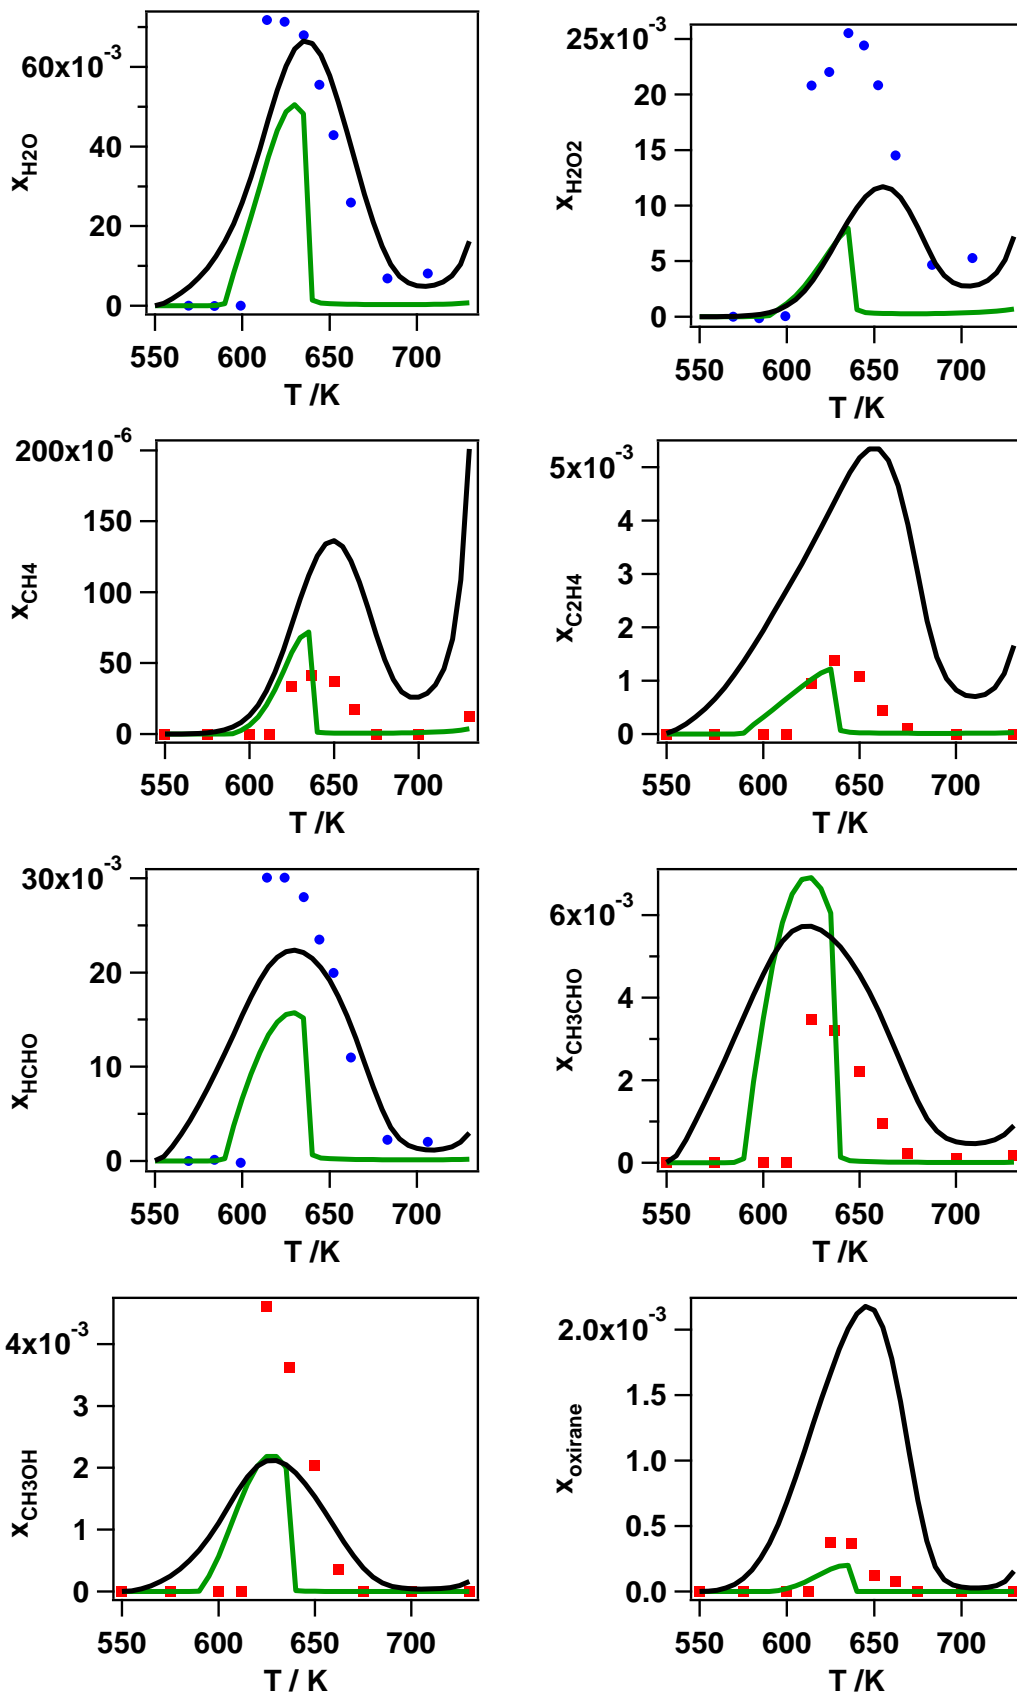 60x10-3
40
20
0
xH2O
550 600 650 700
T /K
25x10-3
20
15
10
5
0
xH2O2
550 600 650 700
T /K
200x10-6
150
100
50
0
xCH4
550 600 650 700
T /K
5x10-3
4
3
2
1
0
xC2H4
550 600 650 700
T /K
30x10-3
20
10
0
xHCHO
550 600 650 700
T /K
6x10-3
4
2
0
xCH3CHO
550 600 650 700
T /K
4x10-3
3
2
1
0
xCH3OH
550 600 650 700
T / K
2.0x10-3
1.5
1.0
0.5
0.0
xoxirane
550 600 650 700
T /K